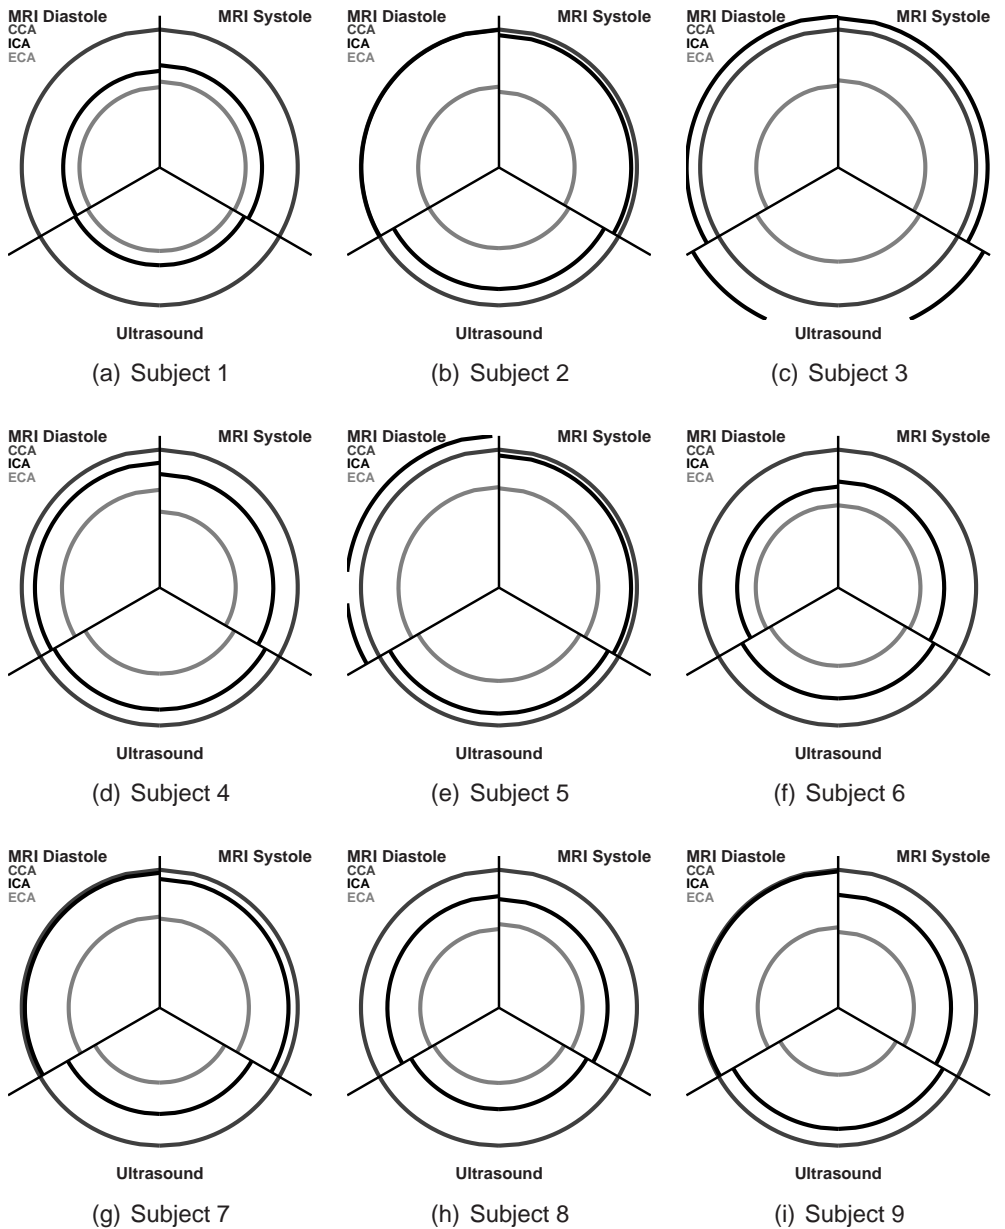 MRI Diastole MRI Systole
CCA
ICA
ECA
Ultrasound
(a) Subject 1
MRI Diastole MRI Systole
CCA
ICA
ECA
Ultrasound
(b) Subject 2
MRI Diastole MRI Systole
CCA
ICA
ECA
Ultrasound
(c) Subject 3
MRI Diastole MRI Systole
CCA
ICA
ECA
Ultrasound
(d) Subject 4
MRI Diastole MRI Systole
CCA
ICA
ECA
Ultrasound
(e) Subject 5
MRI Diastole MRI Systole
CCA
ICA
ECA
Ultrasound
(f) Subject 6
MRI Diastole MRI Systole
CCA
ICA
ECA
Ultrasound
(g) Subject 7
MRI Diastole MRI Systole
CCA
ICA
ECA
Ultrasound
(h) Subject 8
MRI Diastole MRI Systole
CCA
ICA
ECA
Ultrasound
(i) Subject 9